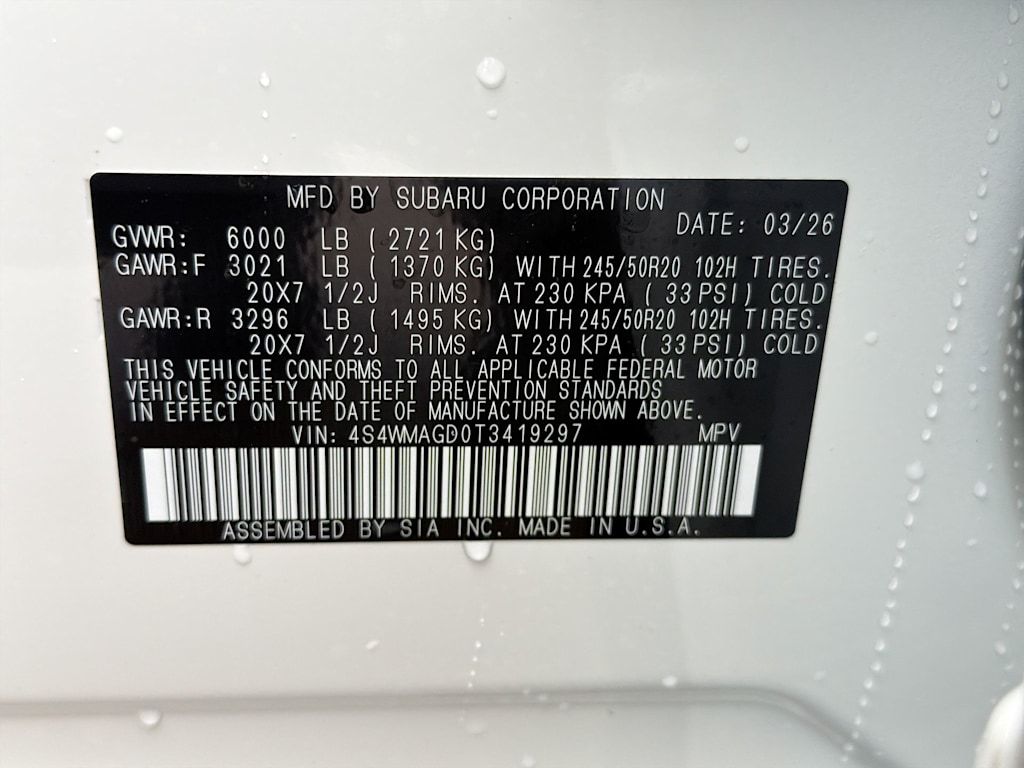 MFD BY SUBARU CORPORATION
DATE: 03/26
GVWR: 6000 LB ( 2721 KG)
GAWR:F 3021 LB ( 1370 KG) WITH 245/50R20 102H TIRES.
20X7 1/2J RIMS. AT 230 KPA ( 33 PSI) COLD
GAWR:R 3296 LB ( 1495 KG) WITH 245/50R20 102H TIRES.
20X7 1/2J RIMS. AT 230 KPA ( 33 PSI) COLD
THIS VEHICLE CONFORMS TO ALL APPLICABLE FEDERAL MOTOR
VEHICLE SAFETY AND THEFT PREVENTION STANDARDS
IN EFFECT ON THE DATE OF MANUFACTURE SHOWN ABOVE.
VIN: 4S4WMAGD0T3419297 MPV
ASSEMBLED BY SIA INC. MADE IN U.S.A.